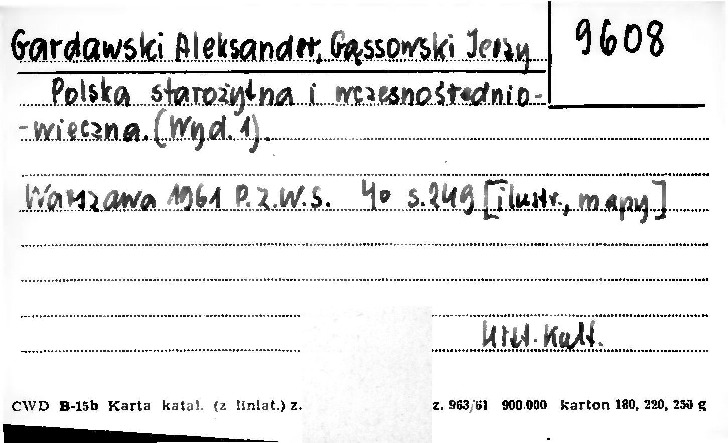 Gardawski Aleksander, Gąssowski Jerzy
9608
Polska starożytna i wczesnośrednio-
-wieczna. (Wyd. 1).
Warszawa 1961 P.Z.W.S. 4o s. 249 [ilustr., mapy]
Kult.
CWD B-15b Karta katal. (z liniat.) z.
z. 963/61 900.000 karton 180, 220, 250 g